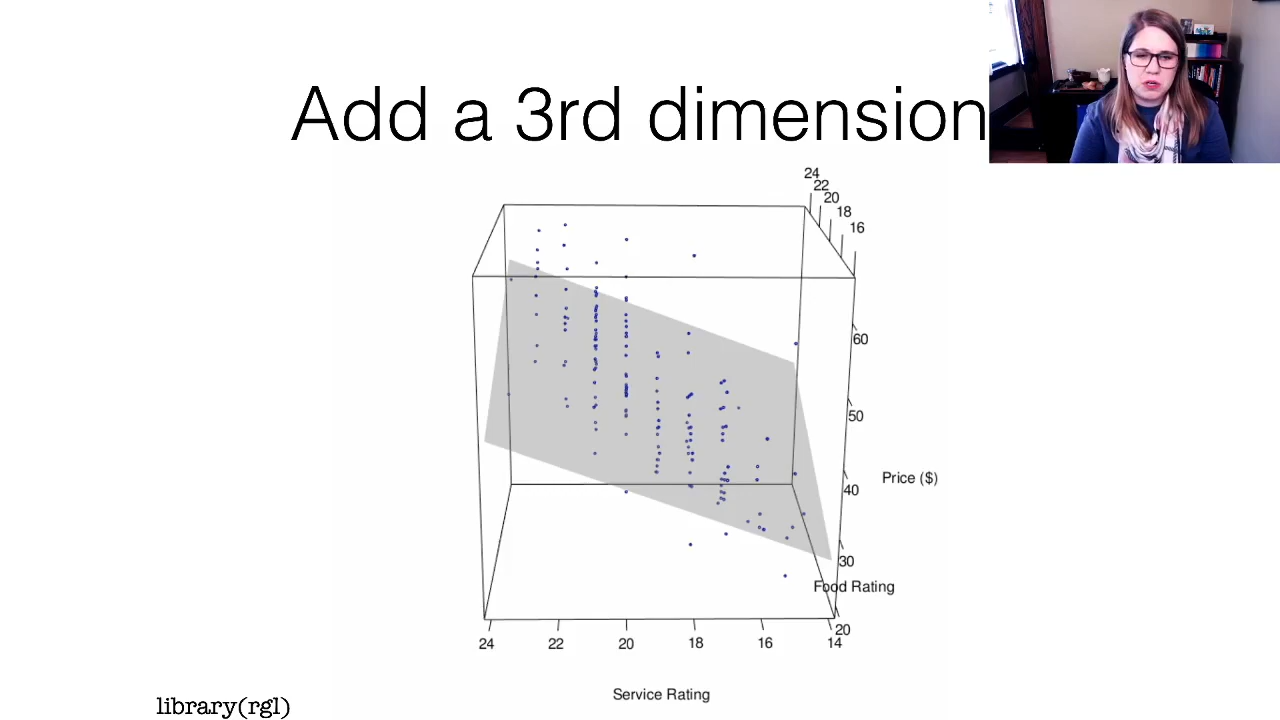 Add a 3rd dimension
24
22
20
18
16
60
50
Price ($)
40
30
Food Rating
20
24 22 20 18 16 14
Service Rating
library(rgl)